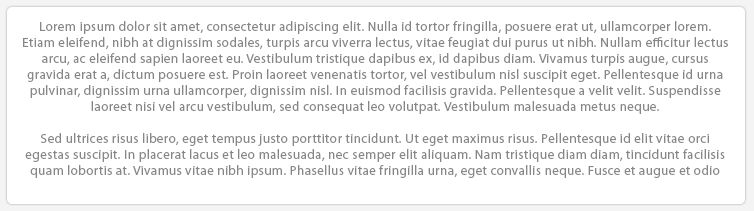 Lorem ipsum dolor sit amet, consectetur adipiscing elit. Nulla id tortor fringilla, posuere erat ut, ullamcorper lorem.
Etiam eleifend, nibh at dignissim sodales, turpis arcu viverra lectus, vitae feugiat dui purus ut nibh. Nullam efficitur lectus
arcu, ac eleifend sapien laoreet eu. Vestibulum tristique dapibus ex, id dapibus diam. Vivamus turpis augue, cursus
gravida erat a, dictum posuere est. Proin laoreet venenatis tortor, vel vestibulum nisl suscipit eget. Pellentesque id urna
pulvinar, dignissim urna ullamcorper, dignissim nisl. In euismod facilisis gravida. Pellentesque a velit velit. Suspendisse
laoreet nisi vel arcu vestibulum, sed consequat leo volutpat. Vestibulum malesuada metus neque.
Sed ultrices risus libero, eget tempus justo porttitor tincidunt. Ut eget maximus risus. Pellentesque id elit vitae orci
egestas suscipit. In placerat lacus et leo malesuada, nec semper elit aliquam. Nam tristique diam diam, tincidunt facilisis
quam lobortis at. Vivamus vitae nibh ipsum. Phasellus vitae fringilla urna, eget convallis neque. Fusce et augue et odio